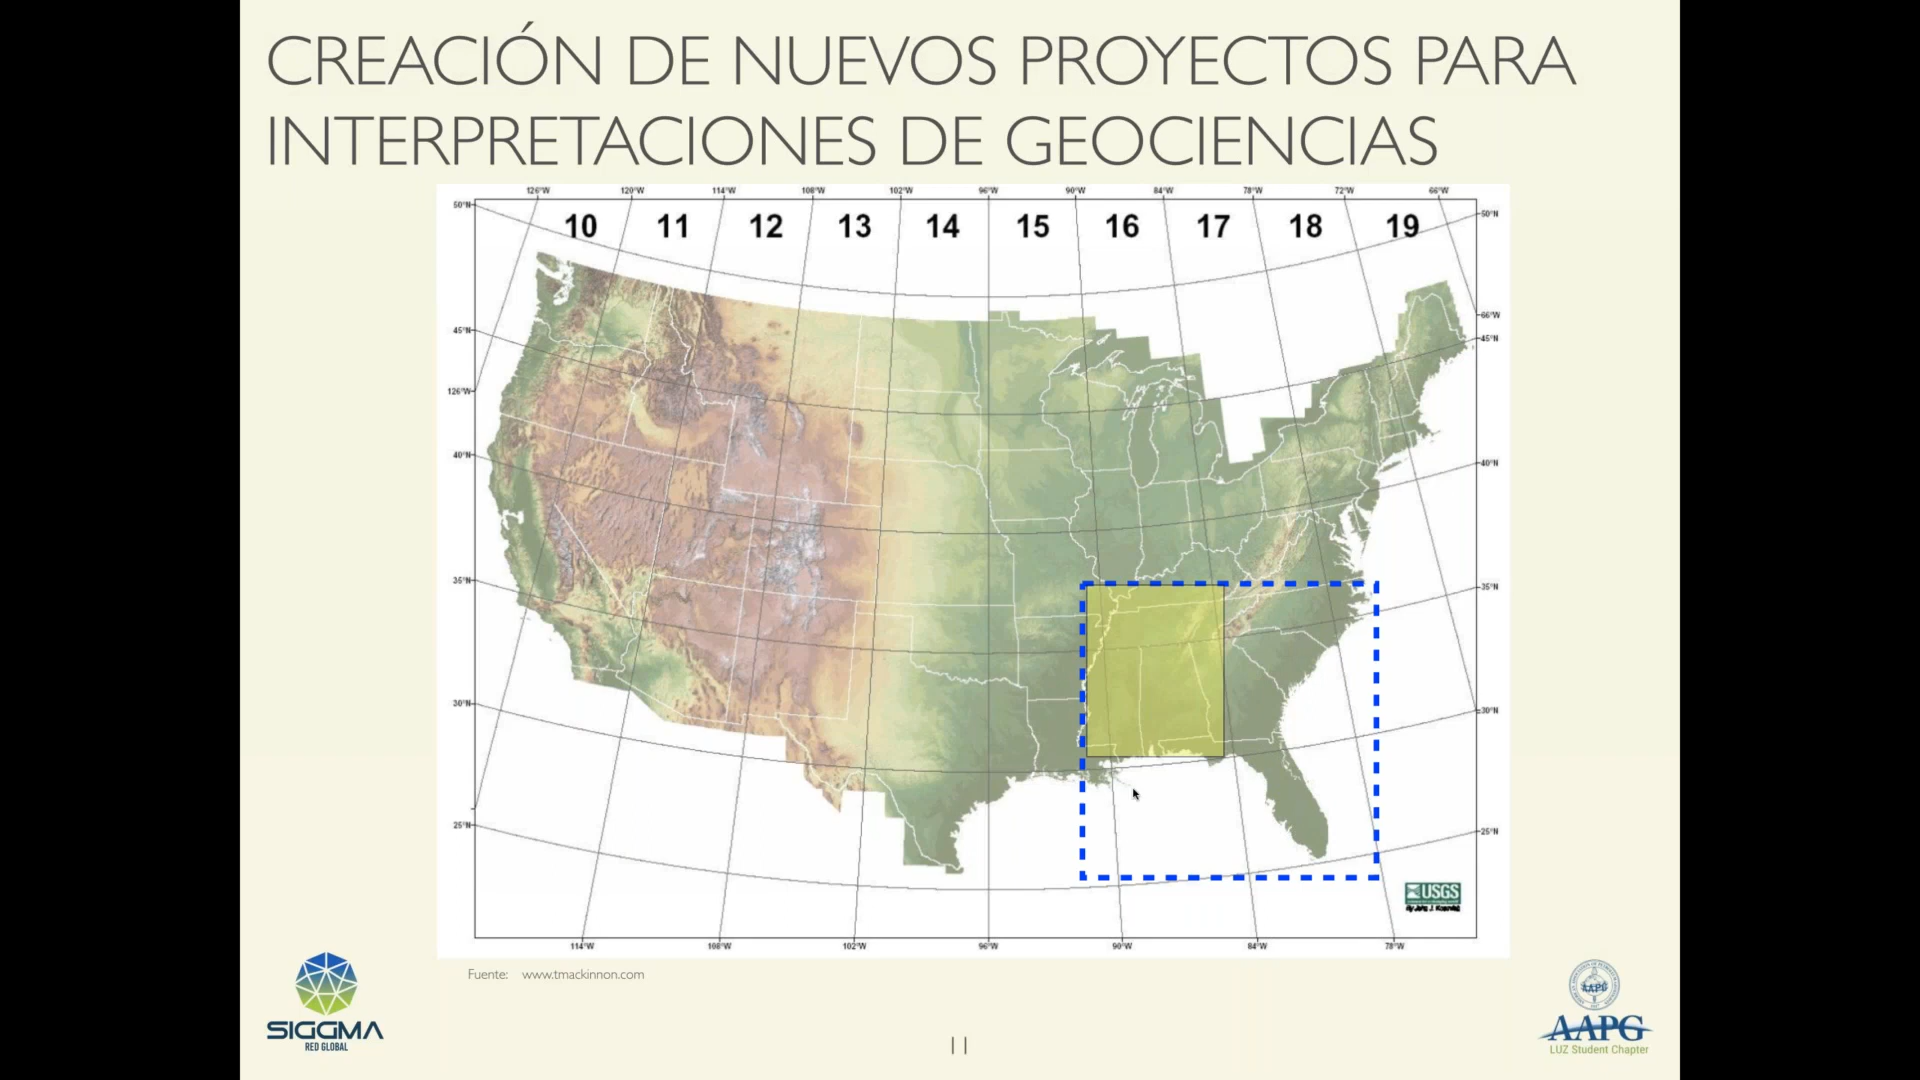 CREACIÓN DE NUEVOS PROYECTOS PARA
INTERPRETACIONES DE GEOCIENCIAS
126°W 120°W 114°W 108°W 102°W 96°W 90°W 84°W 78°W 72°W 66°W
50°N 50°N
10 11 12 13 14 15 16 17 18 19
66°W
45°N 45°N
126°W
40°N 40°N
35°N 35°N
30°N 30°N
25°N 25°N
USGS
114°W 108°W 102°W 96°W 90°W 84°W 78°W
Fuente: www.tmackinnon.com
SIGGMA
RED GLOBAL
11
AAPG
AAPG
LUZ Student Chapter